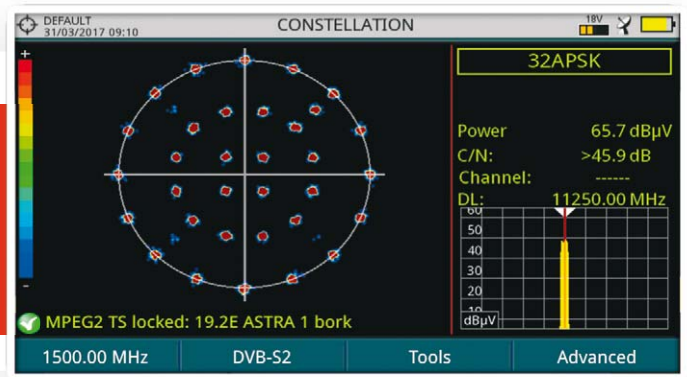 DEFAULT
31/03/2017 09:10
CONSTELLATION
18V
+
-
32APSK
Power 65.7 dBµV
C/N: >45.9 dB
Channel: ------
DL: 11250.00 MHz
60
50
40
30
20
10
dBµV
MPEG2 TS locked: 19.2E ASTRA 1 bork
1500.00 MHz DVB-S2 Tools Advanced